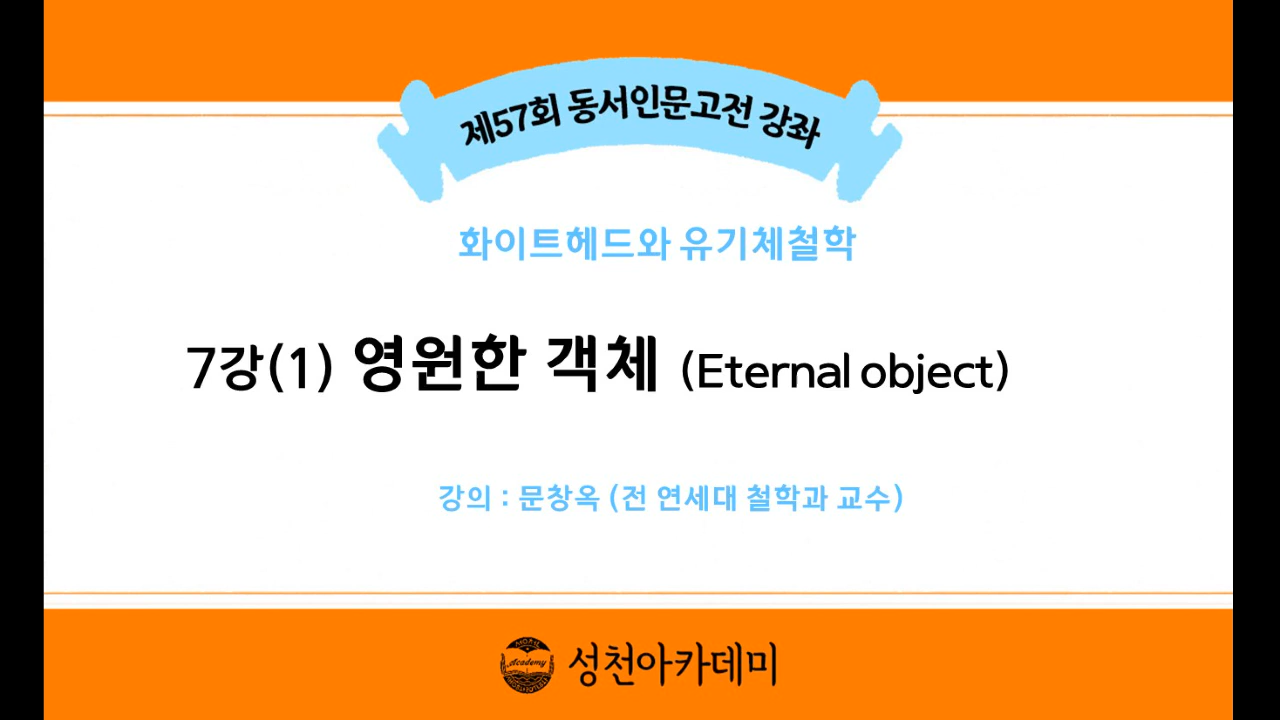 제57회 동서인문고전 강좌
화이트헤드와 유기체철학
7강(1) 영원한 객체 (Eternal object)
강의 : 문창옥 (전 연세대 철학과 교수)
Academy
성천아카데미